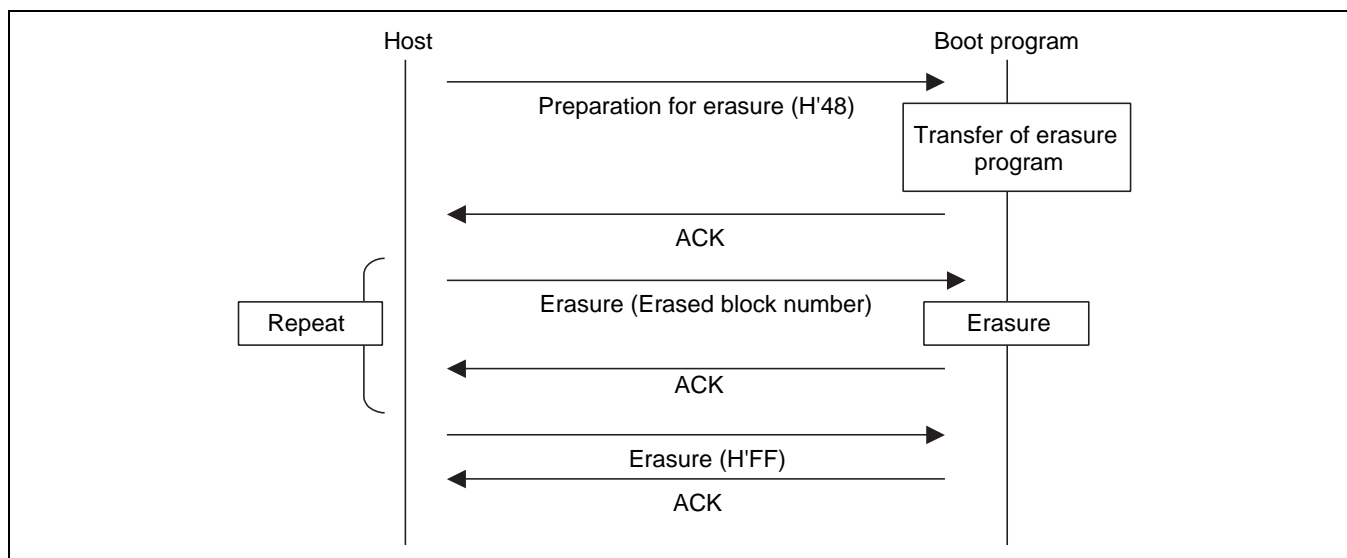 Host
Boot program
Preparation for erasure (H'48)
Transfer of erasure
program
ACK
Erasure (Erased block number)
Repeat
Erasure
ACK
Erasure (H'FF)
ACK